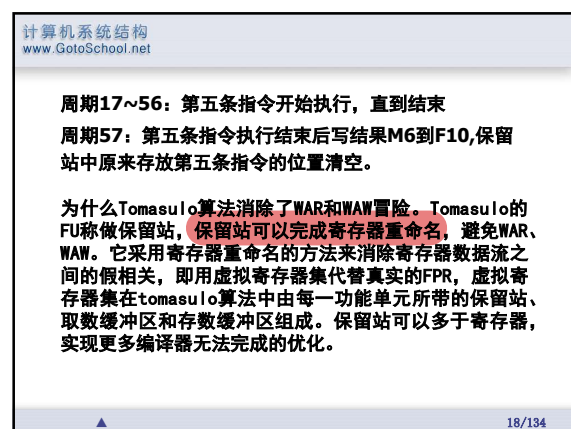 计算机系统结构
www.GotoSchool.net
周期17~56：第五条指令开始执行，直到结束
周期57：第五条指令执行结束后写结果M6到F10,保留
站中原来存放第五条指令的位置清空。
为什么Tomasulo算法消除了WAR和WAW冒险。Tomasulo的
FU称做保留站，保留站可以完成寄存器重命名，避免WAR、
WAW。它采用寄存器重命名的方法来消除寄存器数据流之
间的假相关，即用虚拟寄存器集代替真实的FPR，虚拟寄
存器集在tomasulo算法中由每一功能单元所带的保留站、
取数缓冲区和存数缓冲区组成。保留站可以多于寄存器，
实现更多编译器无法完成的优化。
▲
18/134